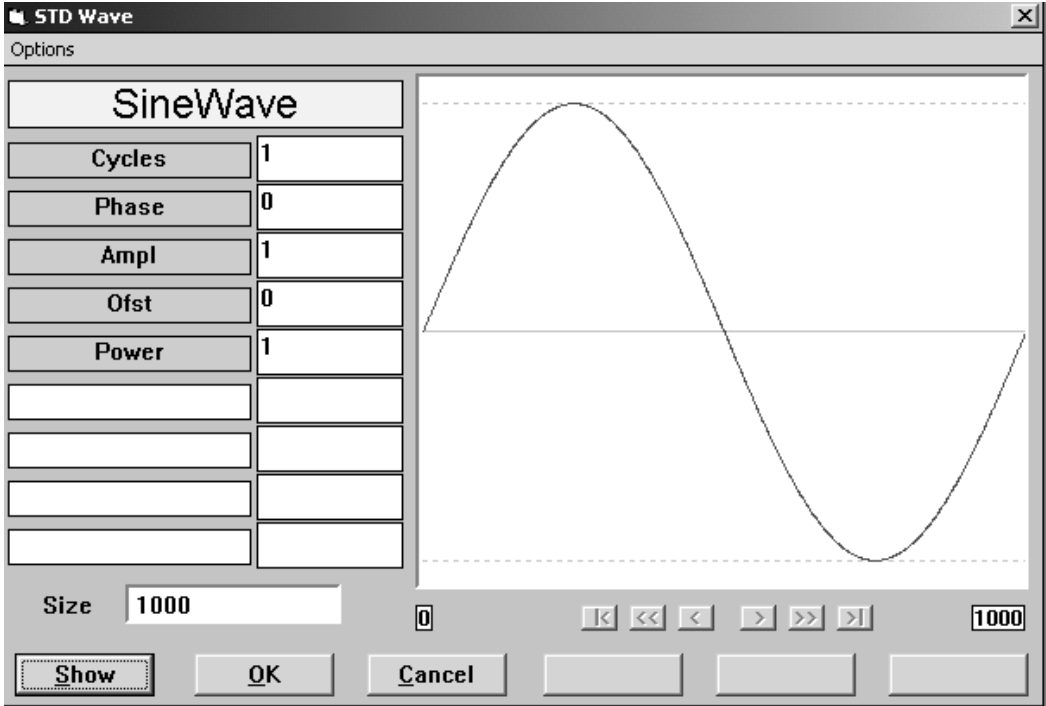 STD Wave
Options
SineWave
Cycles 1
Phase 0
Ampl 1
Ofst 0
Power 1
Size 1000
0 |< << < > >> >| 1000
Show OK Cancel